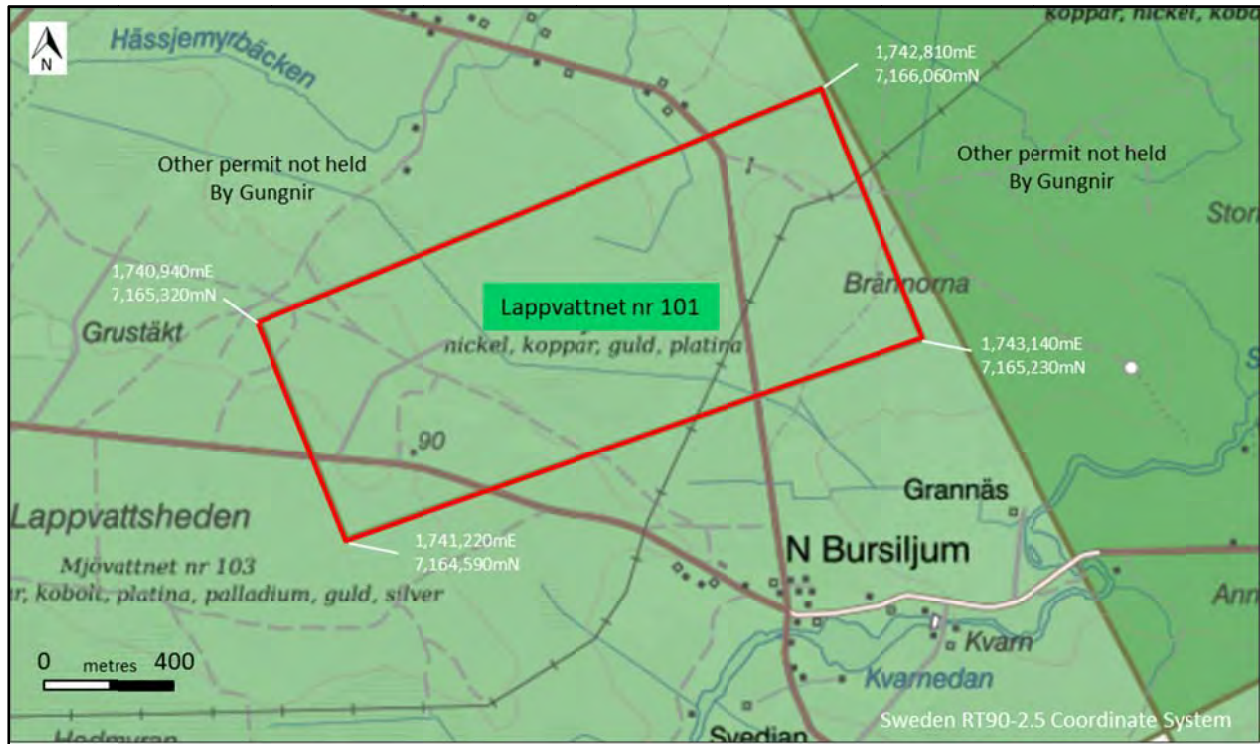 koppar, nickel, kobo
Hässjemyrbäcken
N
1,742,810mE
7,166,060mN
Other permit not held
By Gungnir
Other permit not held
By Gungnir
Stor
1,740,940mE
7,165,320mN
Brännorna
Lappvattnet nr 101
Grustäkt
nickel, koppar, guld, platina
1,743,140mE
7,165,230mN
90
Grannäs
Lappvattsheden
1,741,220mE
7,164,590mN
N Bursiljum
Mjövattnet nr 103
r, kobolt, platina, palladium, guld, silver
Ann
Kvarn
0 metres 400
Kvarnedan
Sweden RT90-2.5 Coordinate System
Svedjan